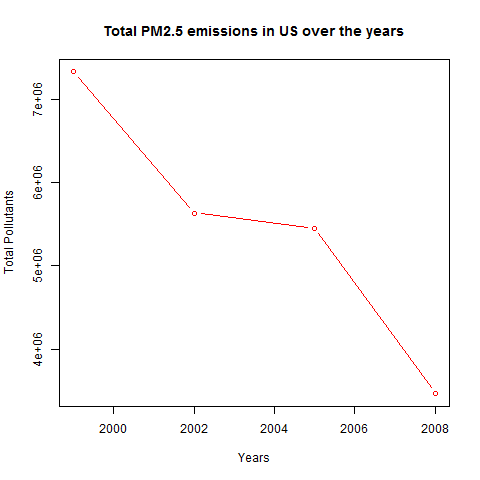 Total PM2.5 emissions in US over the years
Total Pollutants
7e+06
6e+06
5e+06
4e+06
2000 2002 2004 2006 2008
Years